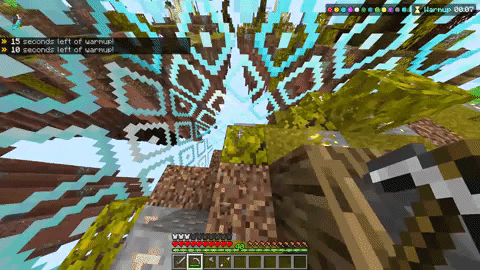 Warmup 00:07
» 15 seconds left of warmup!
» 10 seconds left of warmup!